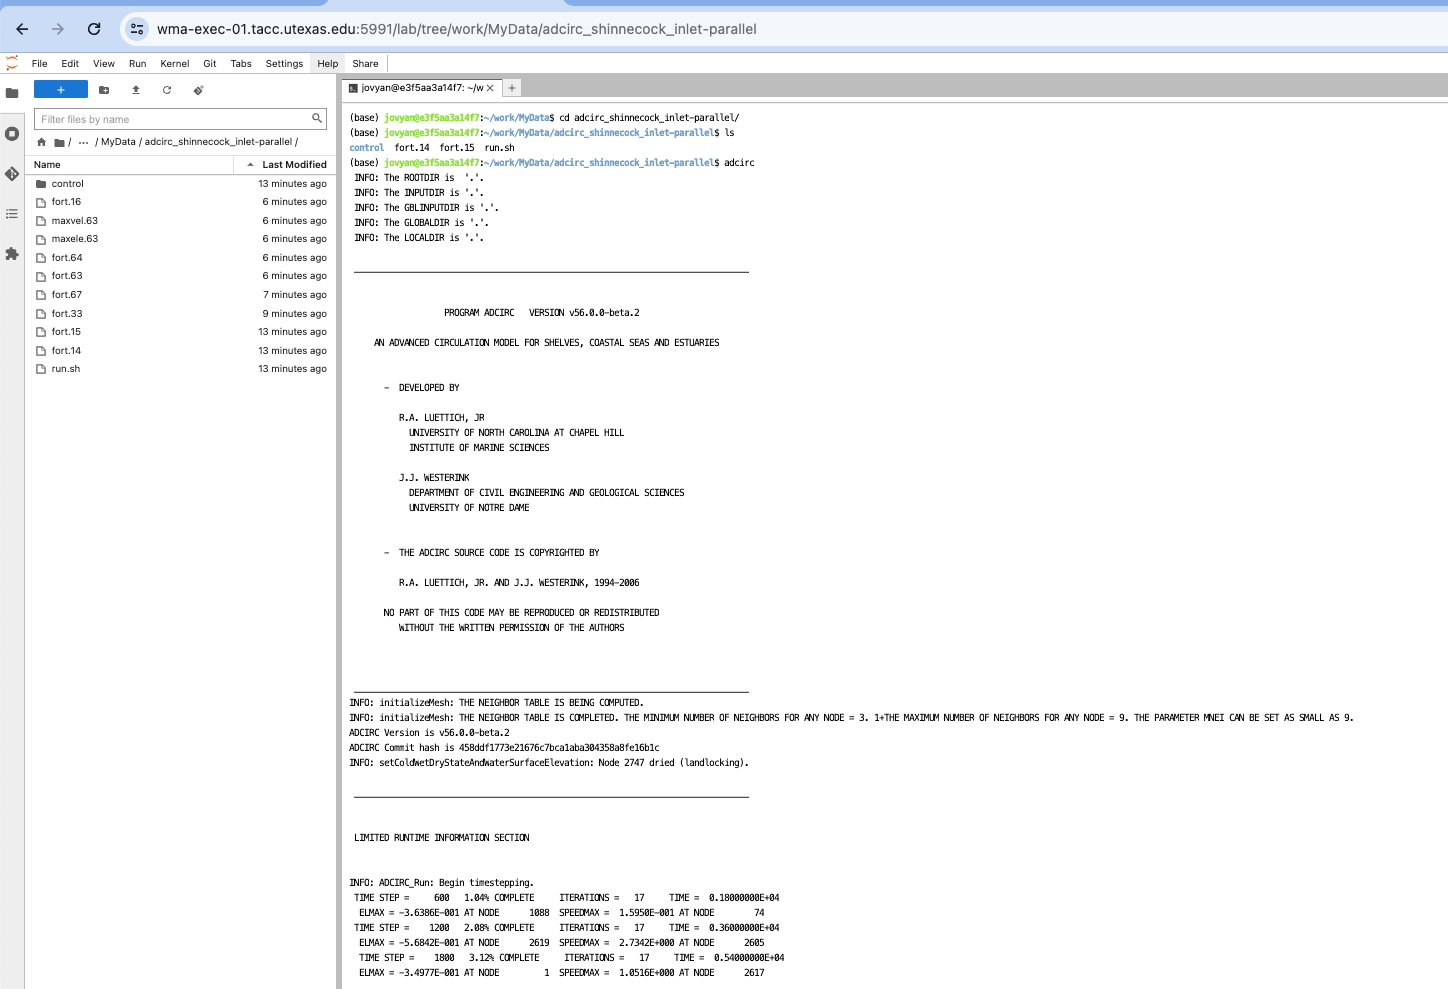 wma-exec-01.tacc.utexas.edu:5991/lab/tree/work/MyData/adcirc_shinnecock_inlet-parallel
File Edit View Run Kernel Git Tabs Settings Help Share
+
jovyan@e3f5aa3a14f7: ~/w × +
Filter files by name
/ ··· / MyData / adcirc_shinnecock_inlet-parallel /
Name Last Modified
control 13 minutes ago
fort.16 6 minutes ago
maxvel.63 6 minutes ago
maxele.63 6 minutes ago
fort.64 6 minutes ago
fort.63 6 minutes ago
fort.67 7 minutes ago
fort.33 9 minutes ago
fort.15 13 minutes ago
fort.14 13 minutes ago
run.sh 13 minutes ago
(base) jovyan@e3f5aa3a14f7:~/work/MyData$ cd adcirc_shinnecock_inlet-parallel/
(base) jovyan@e3f5aa3a14f7:~/work/MyData/adcirc_shinnecock_inlet-parallel$ ls
control fort.14 fort.15 run.sh
(base) jovyan@e3f5aa3a14f7:~/work/MyData/adcirc_shinnecock_inlet-parallel$ adcirc
INFO: The ROOTDIR is '.'.
INFO: The INPUTDIR is '.'.
INFO: The GBLINPUTDIR is '.'.
INFO: The GLOBALDIR is '.'.
INFO: The LOCALDIR is '.'.
PROGRAM ADCIRC VERSION v56.0.0-beta.2
AN ADVANCED CIRCULATION MODEL FOR SHELVES, COASTAL SEAS AND ESTUARIES
- DEVELOPED BY
R.A. LUETTICH, JR
UNIVERSITY OF NORTH CAROLINA AT CHAPEL HILL
INSTITUTE OF MARINE SCIENCES
J.J. WESTERINK
DEPARTMENT OF CIVIL ENGINEERING AND GEOLOGICAL SCIENCES
UNIVERSITY OF NOTRE DAME
- THE ADCIRC SOURCE CODE IS COPYRIGHTED BY
R.A. LUETTICH, JR. AND J.J. WESTERINK, 1994-2006
NO PART OF THIS CODE MAY BE REPRODUCED OR REDISTRIBUTED
WITHOUT THE WRITTEN PERMISSION OF THE AUTHORS
INFO: initializeMesh: THE NEIGHBOR TABLE IS BEING COMPUTED.
INFO: initializeMesh: THE NEIGHBOR TABLE IS COMPLETED. THE MINIMUM NUMBER OF NEIGHBORS FOR ANY NODE = 3. 1+THE MAXIMUM NUMBER OF NEIGHBORS FOR ANY NODE = 9. THE PARAMETER MNEI CAN BE SET AS SMALL AS 9.
ADCIRC Version is v56.0.0-beta.2
ADCIRC Commit hash is 458ddf1773e21676c7bca1aba304358a8fe16b1c
INFO: setColdWetDryStateAndWaterSurfaceElevation: Node 2747 dried (landlocking).
LIMITED RUNTIME INFORMATION SECTION
INFO: ADCIRC_Run: Begin timestepping.
TIME STEP = 600 1.04% COMPLETE ITERATIONS = 17 TIME = 0.18000000E+04
ELMAX = -3.6386E-001 AT NODE 1088 SPEEDMAX = 1.5950E-001 AT NODE 74
TIME STEP = 1200 2.08% COMPLETE ITERATIONS = 17 TIME = 0.36000000E+04
ELMAX = -5.6842E-001 AT NODE 2619 SPEEDMAX = 2.7342E+000 AT NODE 2605
TIME STEP = 1800 3.12% COMPLETE ITERATIONS = 17 TIME = 0.54000000E+04
ELMAX = -3.4977E-001 AT NODE 1 SPEEDMAX = 1.0516E+000 AT NODE 2617